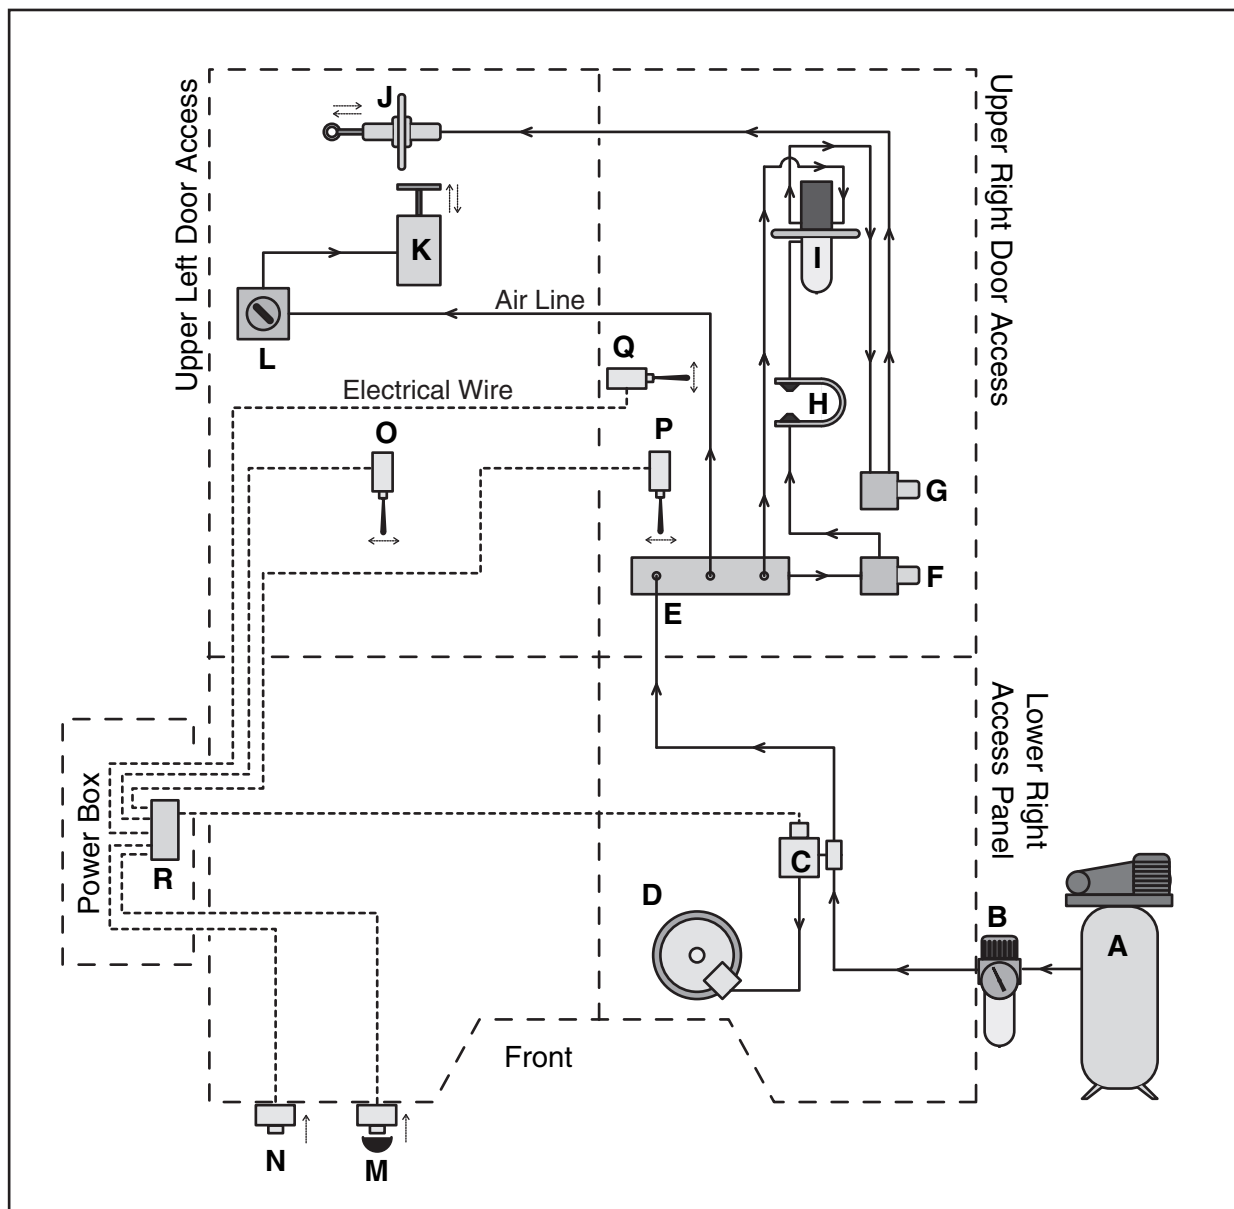 Upper Left Door Access
Upper Right Door Access
J
K
I
Air Line
L
Q
Electrical Wire
H
O
P
G
F
E
Lower Right
Access Panel
Power Box
R
C
D
B
A
Front
N
M